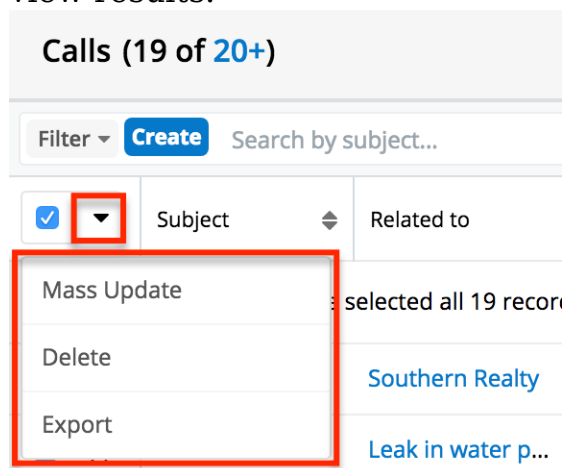 Calls (19 of 20+)
Filter Create Search by subject...
Subject Related to
Mass Update
selected all 19 recor
Delete
Southern Realty
Export
Leak in water p...